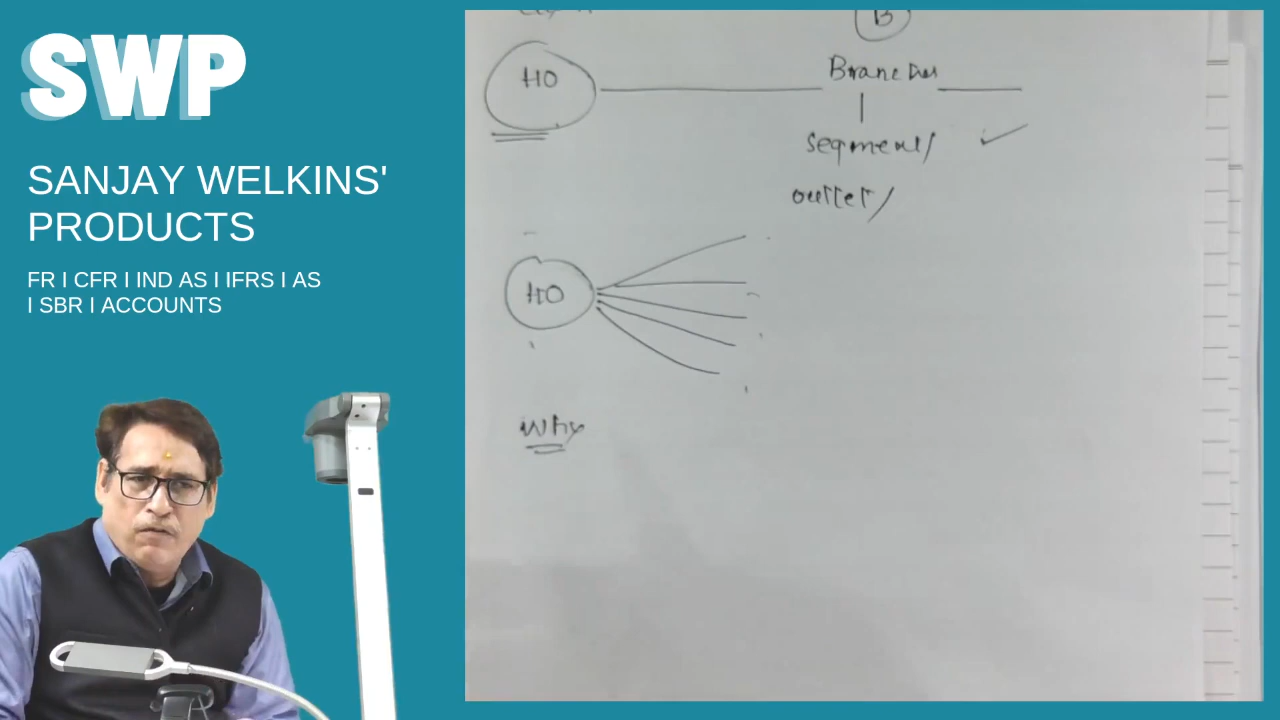 SWP
SANJAY WELKINS'
PRODUCTS
FR I CFR I IND AS I IFRS I AS
I SBR I ACCOUNTS
B
HO
Branches
Segment/
outlet/
HO
Why